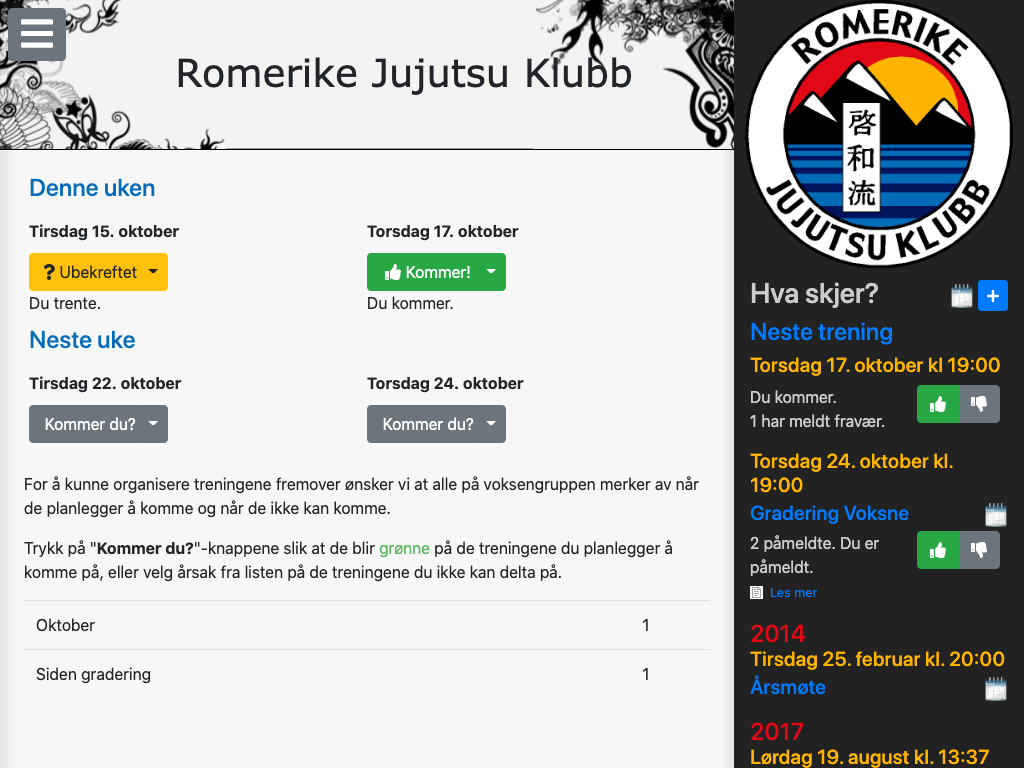 Romerike Jujutsu Klubb
Denne uken
Tirsdag 15. oktober
Torsdag 17. oktober
? Ubekreftet
Kommer!
Du trente.
Du kommer.
Neste uke
Tirsdag 22. oktober
Torsdag 24. oktober
Kommer du?
Kommer du?
For å kunne organisere treningene fremover ønsker vi at alle på voksengruppen merker av når
de planlegger å komme og når de ikke kan komme.
Trykk på "Kommer du?"-knappene slik at de blir grønne på de treningene du planlegger å
komme på, eller velg årsak fra listen på de treningene du ikke kan delta på.
Oktober 1
Siden gradering 1
ROMERIKE
啓
和
流
JUJUTSU KLUBB
Hva skjer?
+
Neste trening
Torsdag 17. oktober kl 19:00
Du kommer.
1 har meldt fravær.
Torsdag 24. oktober kl.
19:00
Gradering Voksne
2 påmeldte. Du er
påmeldt.
Les mer
2014
Tirsdag 25. februar kl. 20:00
Årsmøte
2017
Lørdag 19. august kl. 13:37